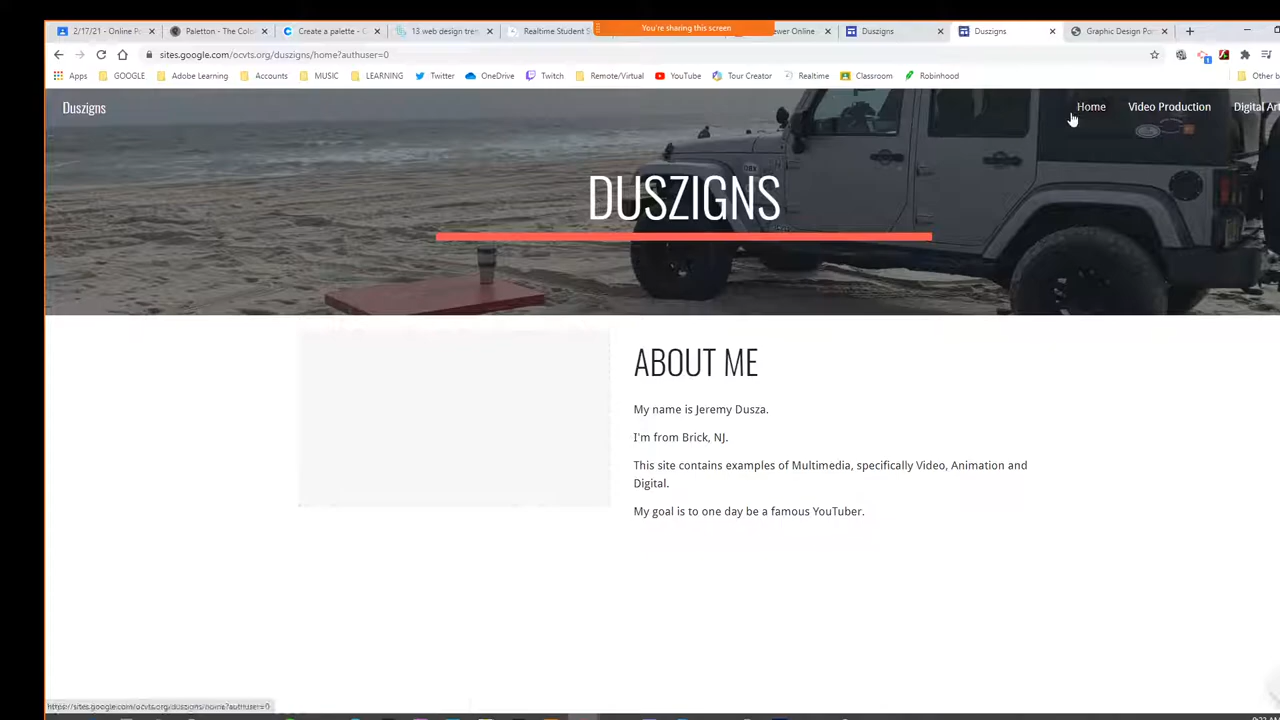 You're sharing this screen
2/17/21 - Online P
Paletton - The Colo
Create a palette - C
13 web design tren
Realtime Student S
ewer Online
Duszigns
Duszigns
Graphic Design Por
sites.google.com/ocvts.org/duszigns/home?authuser=0
Apps
GOOGLE
Adobe Learning
Accounts
MUSIC
LEARNING
Twitter
OneDrive
Twitch
Remote/Virtual
YouTube
Tour Creator
Realtime
Classroom
Robinhood
Other b
Duszigns
Home
Video Production
Digital Art
DUSZIGNS
ABOUT ME
My name is Jeremy Dusza.
I'm from Brick, NJ.
This site contains examples of Multimedia, specifically Video, Animation and
Digital.
My goal is to one day be a famous YouTuber.
https://sites.google.com/ocvts.org/duszigns/home?authuser=0